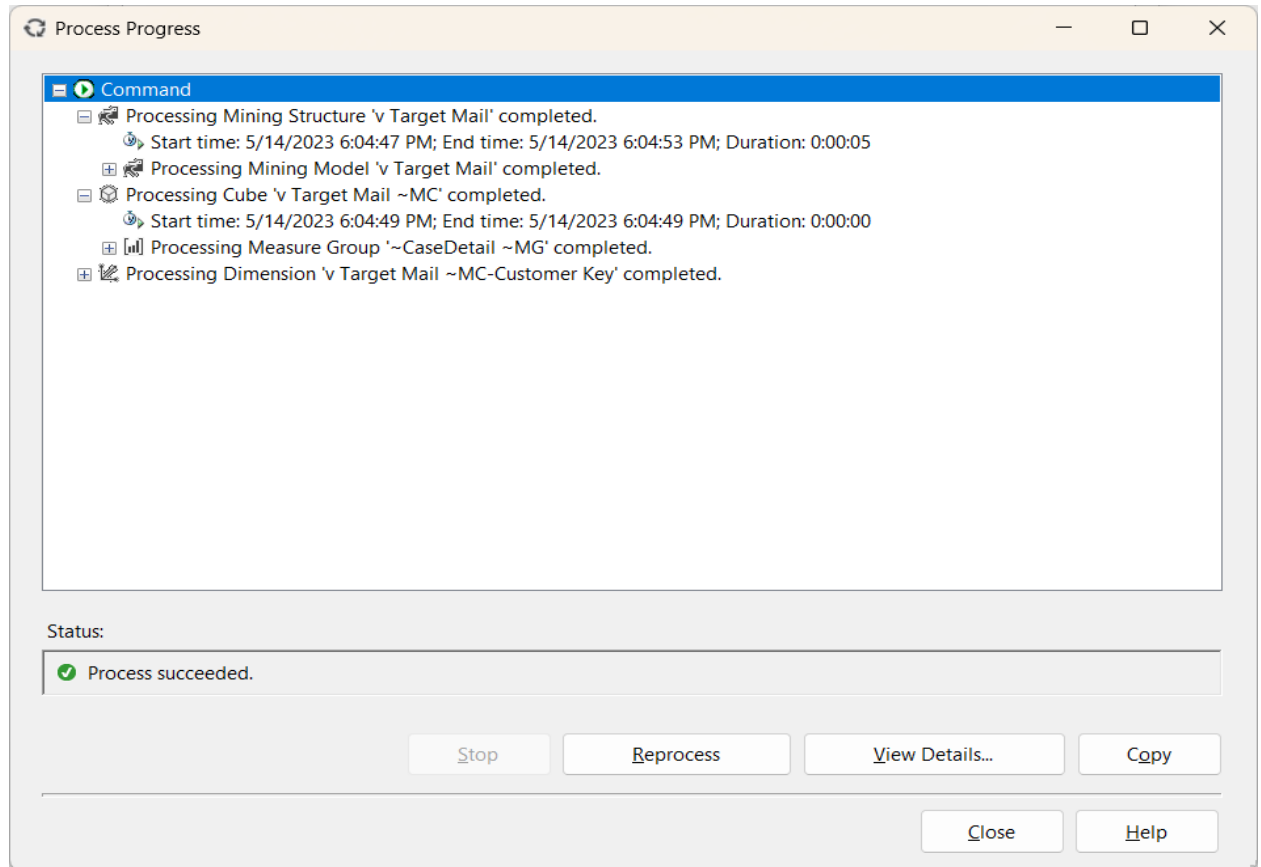 Process Progress
Command
Processing Mining Structure 'v Target Mail' completed.
Start time: 5/14/2023 6:04:47 PM; End time: 5/14/2023 6:04:53 PM; Duration: 0:00:05
Processing Mining Model 'v Target Mail' completed.
Processing Cube 'v Target Mail ~MC' completed.
Start time: 5/14/2023 6:04:49 PM; End time: 5/14/2023 6:04:49 PM; Duration: 0:00:00
Processing Measure Group '~CaseDetail ~MG' completed.
Processing Dimension 'v Target Mail ~MC-Customer Key' completed.
Status:
Process succeeded.
Stop Reprocess View Details... Copy
Close Help